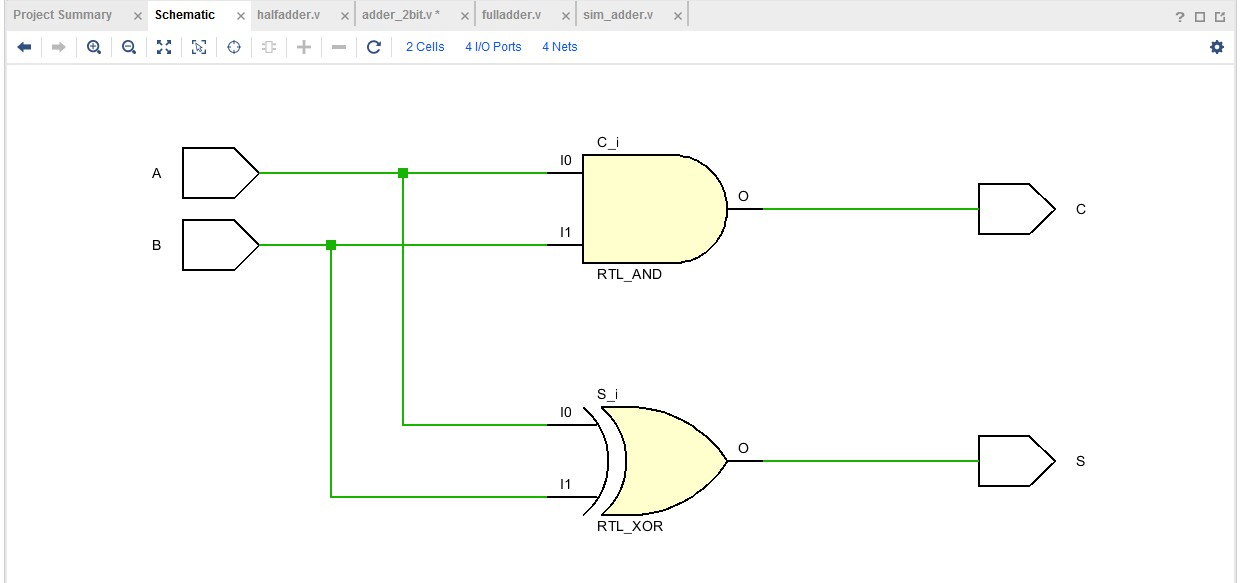 Project Summary × Schematic × halfadder.v × adder_2bit.v * × fulladder.v × sim_adder.v ×
?
2 Cells 4 I/O Ports 4 Nets
C_i
A I0
O
C
B I1
RTL_AND
S_i
I0
O
S
I1
RTL_XOR